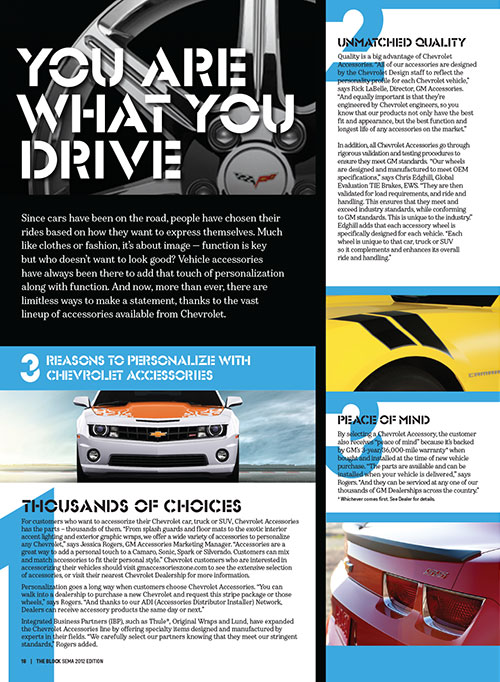 YOU ARE
WHAT YOU
DRIVE
Since cars have been on the road, people have chosen their
rides based on how they want to express themselves. Much
like clothes or fashion, it's about image — function is key
but who doesn't want to look good? Vehicle accessories
have always been there to add that touch of personalization
along with function. And now, more than ever, there are
limitless ways to make a statement, thanks to the vast
lineup of accessories available from Chevrolet.
3 REASONS TO PERSONALIZE WITH
CHEVROLET ACCESSORIES
1
THOUSANDS OF CHOICES
For customers who want to accessorize their Chevrolet car, truck or SUV, Chevrolet Accessories
has the parts – thousands of them. "From splash guards and floor mats to the exotic interior
accent lighting and exterior graphic wraps, we offer a wide variety of accessories to personalize
any Chevrolet," says Jessica Rogers, GM Accessories Marketing Manager. "Accessories are a
great way to add a personal touch to a Camaro, Sonic, Spark or Silverado. Customers can mix
and match accessories to fit their personal style." Chevrolet customers who are interested in
accessorizing their vehicles should visit gmaccessorieszone.com to see the extensive selection
of accessories, or visit their nearest Chevrolet Dealership for more information.
Personalization goes a long way when customers choose Chevrolet Accessories. "You can
walk into a dealership to purchase a new Chevrolet and request this stripe package or those
wheels," says Rogers. "And thanks to our ADI (Accessories Distributor Installer) Network,
Dealers can receive accessory products the same day or next."
Integrated Business Partners (IBP), such as Thule®, Original Wraps and Lund, have expanded
the Chevrolet Accessories line by offering specialty items designed and manufactured by
experts in their fields. "We carefully select our partners knowing that they meet our stringent
standards," Rogers added.
18 | THE BLOCK SEMA 2012 EDITION
2
UNMATCHED QUALITY
Quality is a big advantage of Chevrolet
Accessories. "All of our accessories are designed
by the Chevrolet Design staff to reflect the
personality profile for each Chevrolet vehicle,"
says Rick LaBelle, Director, GM Accessories.
"And equally important is that they're
engineered by Chevrolet engineers, so you
know that our products not only have the best
fit and appearance, but the best function and
longest life of any accessories on the market."
In addition, all Chevrolet Accessories go through
rigorous validation and testing procedures to
ensure they meet GM standards. "Our wheels
are designed and manufactured to meet OEM
specifications," says Chris Edghill, Global
Evaluation TIE Brakes, EWS. "They are then
validated for load requirements, and ride and
handling. This ensures that they meet and
exceed industry standards, while conforming
to GM standards. This is unique to the industry."
Edghill adds that each accessory wheel is
specifically designed for each vehicle. "Each
wheel is unique to that car, truck or SUV
so it complements and enhances its overall
ride and handling."
CAMARO
3
PEACE OF MIND
By selecting a Chevrolet Accessory, the customer
also receives "peace of mind" because it's backed
by GM's 3-year/36,000-mile warranty* when
bought and installed at the time of new vehicle
purchase. "The parts are available and can be
installed when your vehicle is delivered," says
Rogers. "And they can be serviced at any one of our
thousands of GM Dealerships across the country."
* Whichever comes first. See Dealer for details.